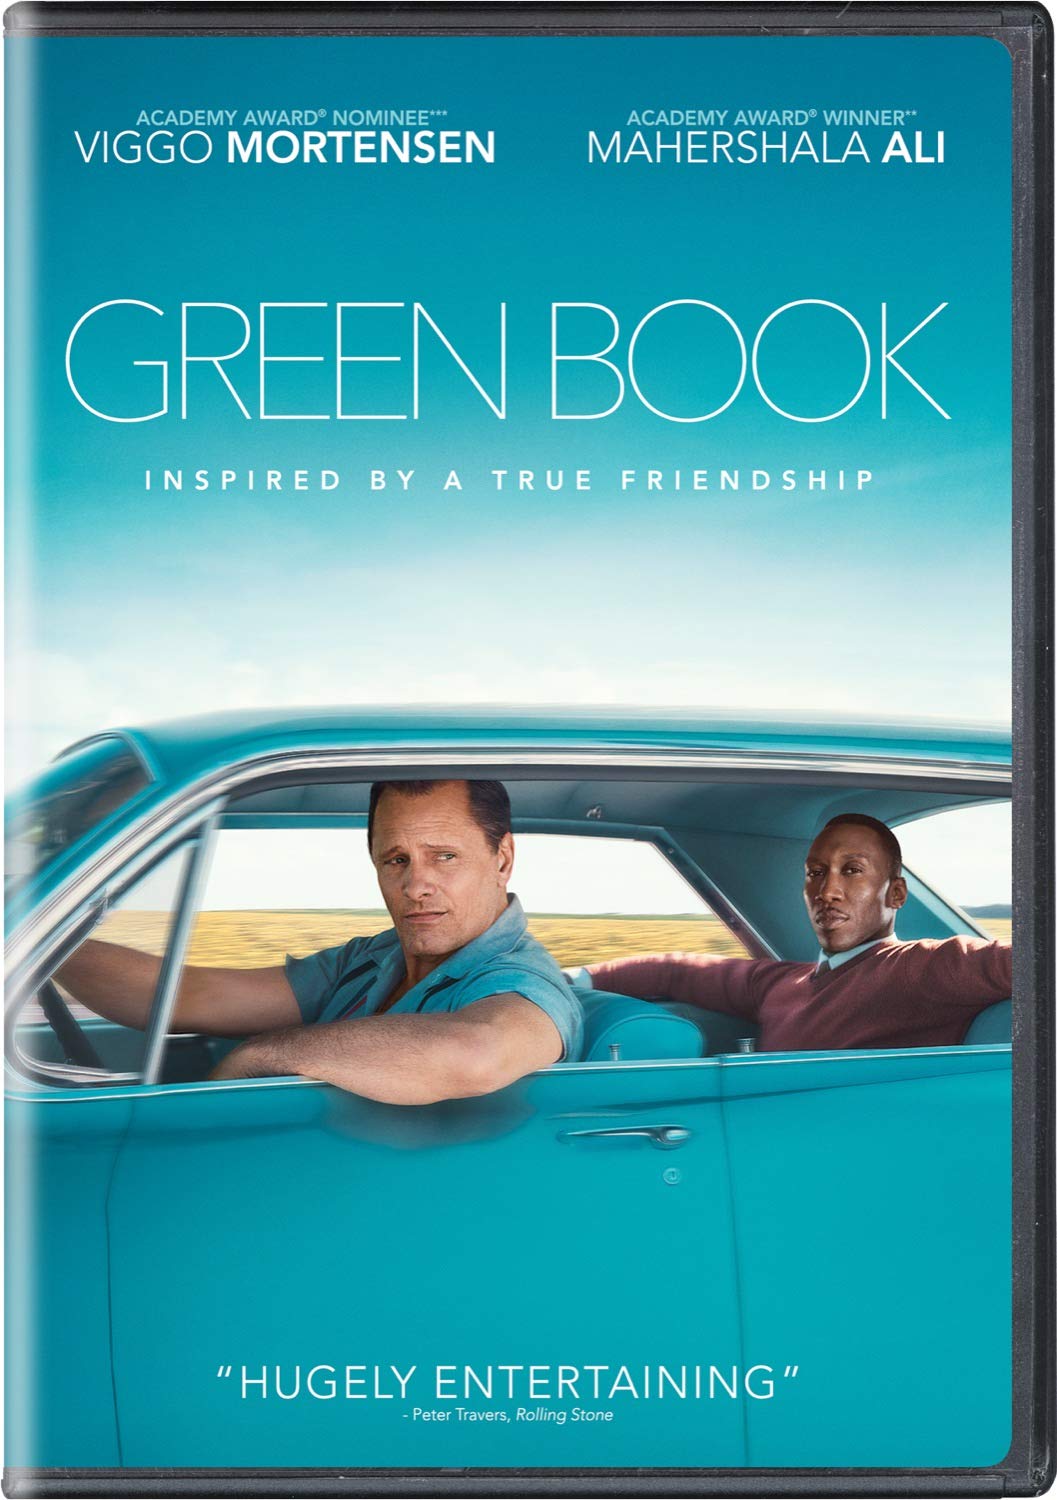 ACADEMY AWARD® NOMINEE***
VIGGO MORTENSEN
ACADEMY AWARD® WINNER**
MAHERSHALA ALI
GREEN BOOK
INSPIRED BY A TRUE FRIENDSHIP
“HUGELY ENTERTAINING”
- Peter Travers, Rolling Stone